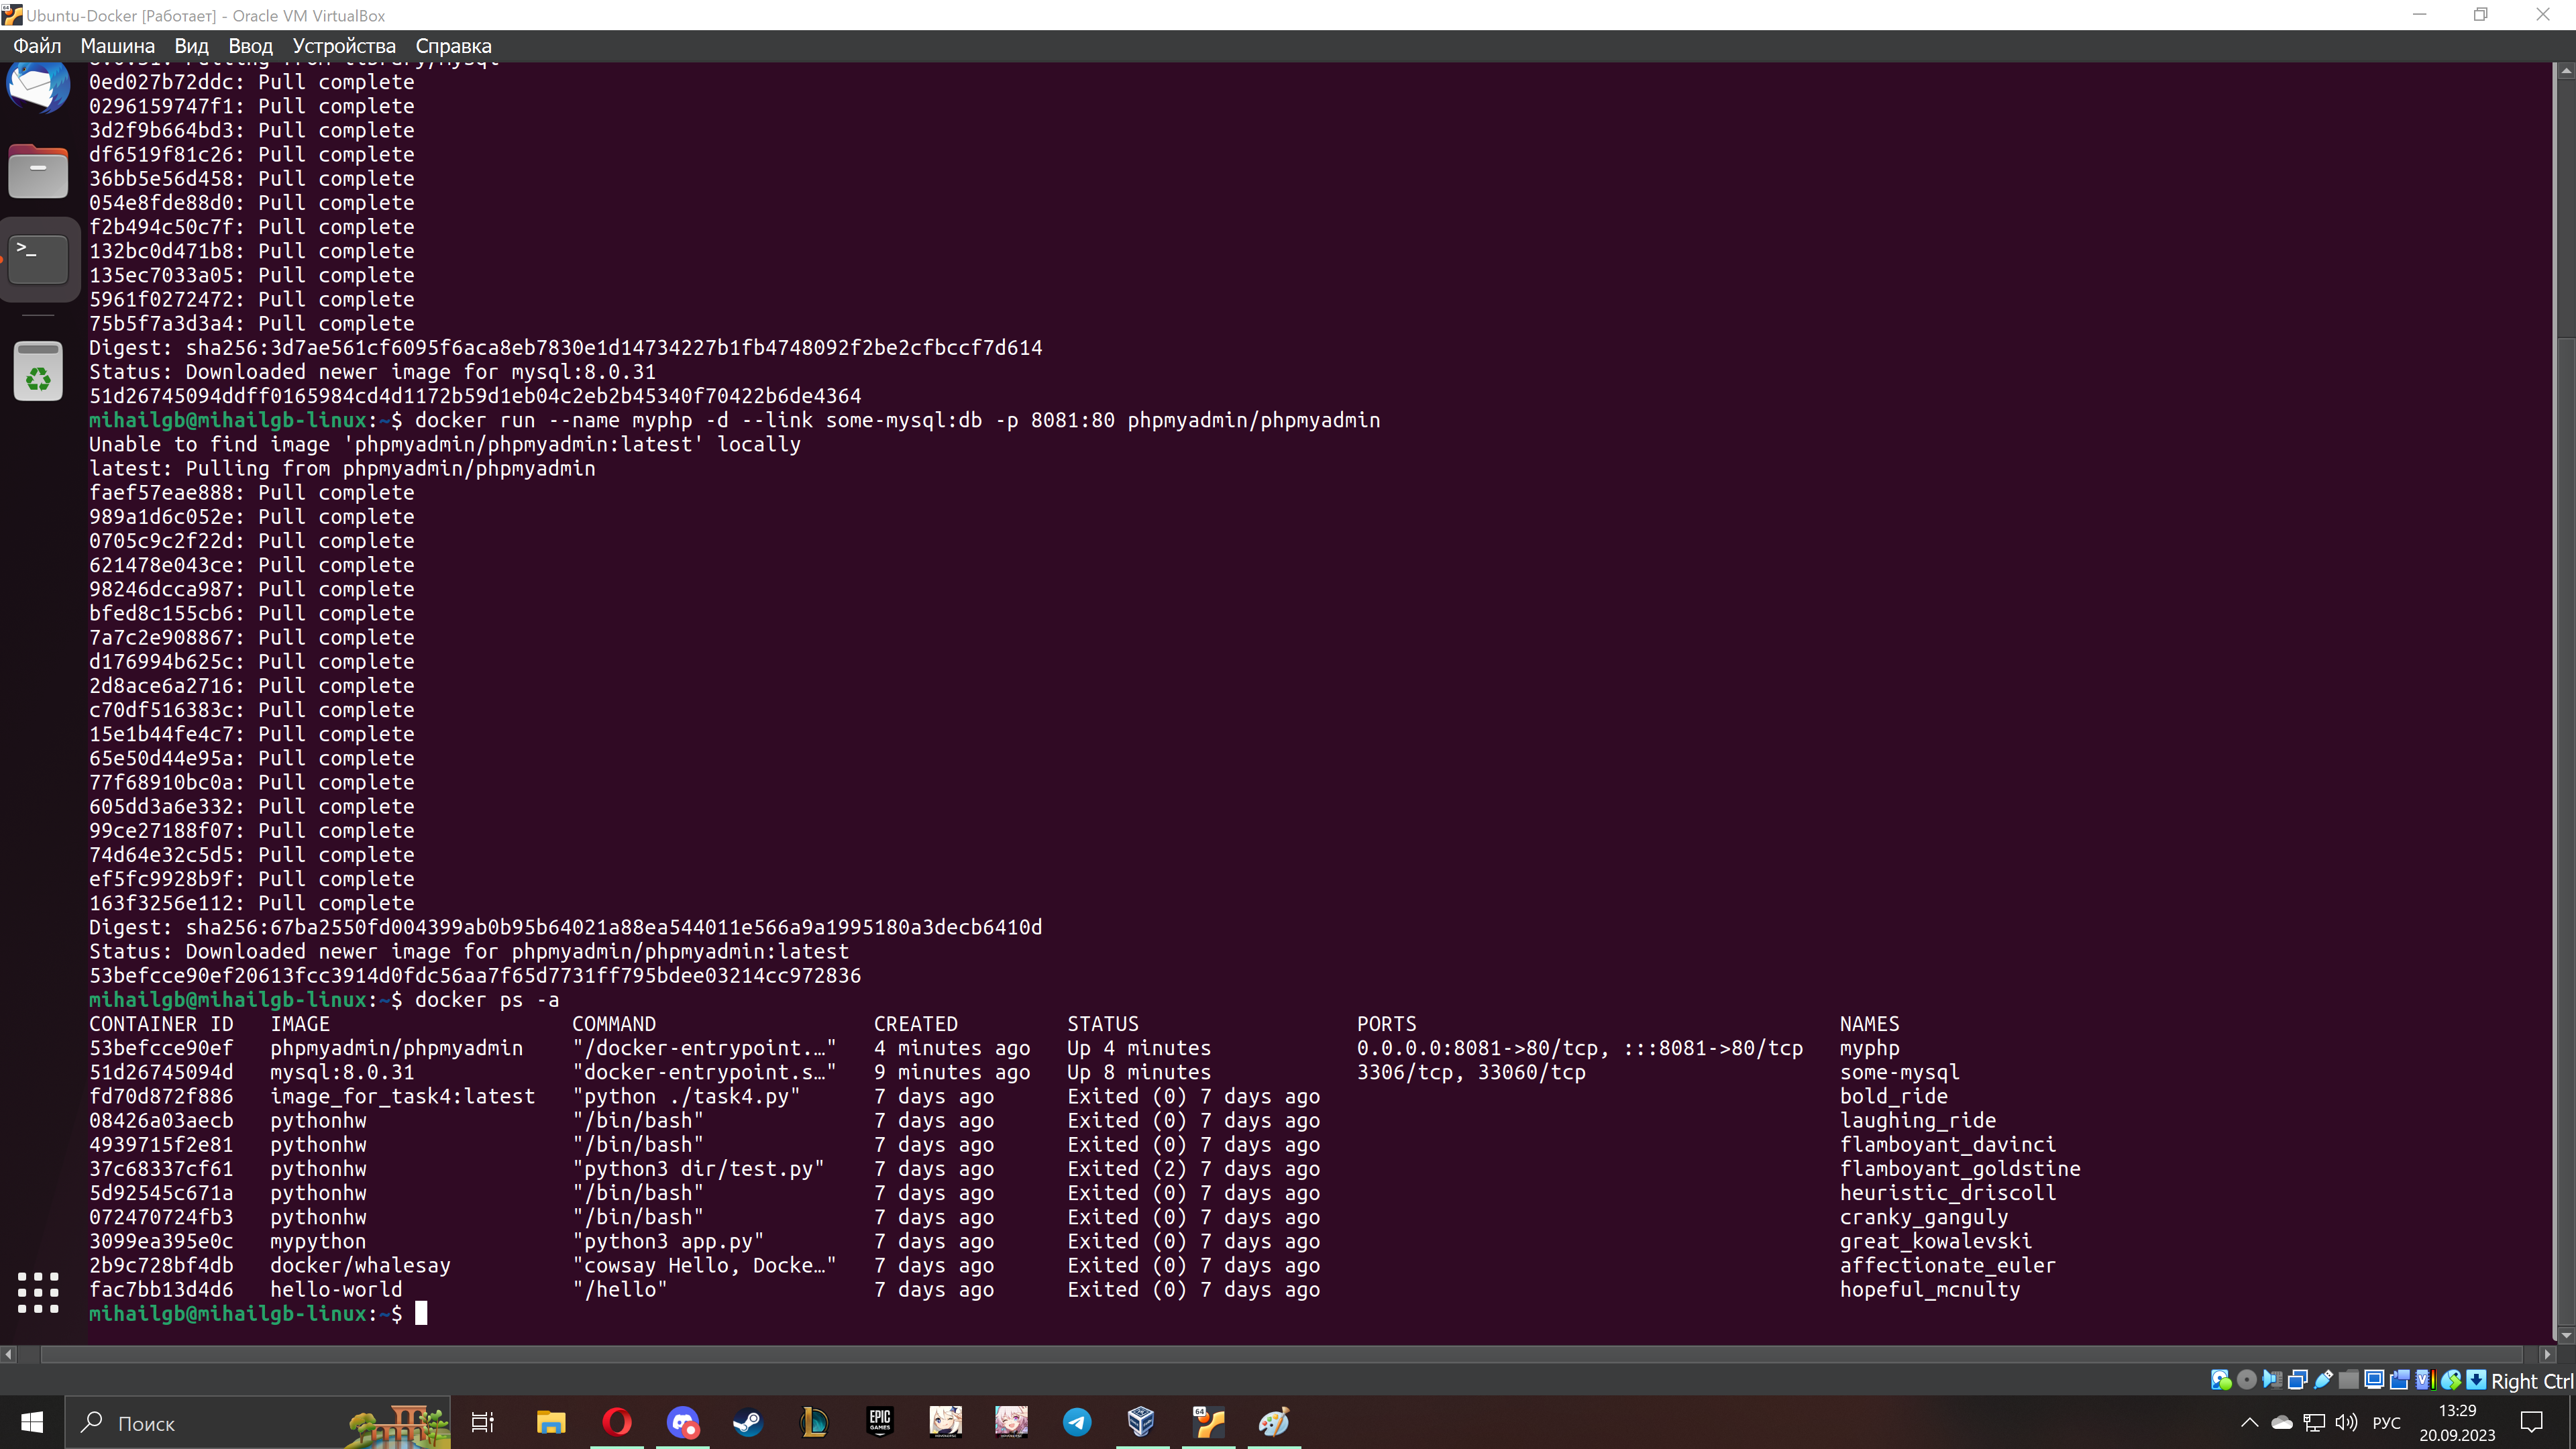 Ubuntu-Docker [Работает] - Oracle VM VirtualBox
Файл Машина Вид Ввод Устройства Справка
8.0.31: Pulling from library/mysql
0ed027b72ddc: Pull complete
0296159747f1: Pull complete
3d2f9b664bd3: Pull complete
df6519f81c26: Pull complete
36bb5e56d458: Pull complete
054e8fde88d0: Pull complete
f2b494c50c7f: Pull complete
132bc0d471b8: Pull complete
135ec7033a05: Pull complete
5961f0272472: Pull complete
75b5f7a3d3a4: Pull complete
Digest: sha256:3d7ae561cf6095f6aca8eb7830e1d14734227b1fb4748092f2be2cfbccf7d614
Status: Downloaded newer image for mysql:8.0.31
51d26745094ddff0165984cd4d1172b59d1eb04c2eb2b45340f70422b6de4364
mihailgb@mihailgb-linux:~$ docker run --name myphp -d --link some-mysql:db -p 8081:80 phpmyadmin/phpmyadmin
Unable to find image 'phpmyadmin/phpmyadmin:latest' locally
latest: Pulling from phpmyadmin/phpmyadmin
faef57eae888: Pull complete
989a1d6c052e: Pull complete
0705c9c2f22d: Pull complete
621478e043ce: Pull complete
98246dcca987: Pull complete
bfed8c155cb6: Pull complete
7a7c2e908867: Pull complete
d176994b625c: Pull complete
2d8ace6a2716: Pull complete
c70df516383c: Pull complete
15e1b44fe4c7: Pull complete
65e50d44e95a: Pull complete
77f68910bc0a: Pull complete
605dd3a6e332: Pull complete
99ce27188f07: Pull complete
74d64e32c5d5: Pull complete
ef5fc9928b9f: Pull complete
163f3256e112: Pull complete
Digest: sha256:67ba2550fd004399ab0b95b64021a88ea544011e566a9a1995180a3decb6410d
Status: Downloaded newer image for phpmyadmin/phpmyadmin:latest
53befcce90ef20613fcc3914d0fdc56aa7f65d7731ff795bdee03214cc972836
mihailgb@mihailgb-linux:~$ docker ps -a
CONTAINER ID IMAGE COMMAND CREATED STATUS PORTS NAMES
53befcce90ef phpmyadmin/phpmyadmin "/docker-entrypoint.…" 4 minutes ago Up 4 minutes 0.0.0.0:8081->80/tcp, :::8081->80/tcp myphp
51d26745094d mysql:8.0.31 "docker-entrypoint.s…" 9 minutes ago Up 8 minutes 3306/tcp, 33060/tcp some-mysql
fd70d872f886 image_for_task4:latest "python ./task4.py" 7 days ago Exited (0) 7 days ago bold_ride
08426a03aecb pythonhw "/bin/bash" 7 days ago Exited (0) 7 days ago laughing_ride
4939715f2e81 pythonhw "/bin/bash" 7 days ago Exited (0) 7 days ago flamboyant_davinci
37c68337cf61 pythonhw "python3 dir/test.py" 7 days ago Exited (2) 7 days ago flamboyant_goldstine
5d92545c671a pythonhw "/bin/bash" 7 days ago Exited (0) 7 days ago heuristic_driscoll
072470724fb3 pythonhw "/bin/bash" 7 days ago Exited (0) 7 days ago cranky_ganguly
3099ea395e0c mypython "python3 app.py" 7 days ago Exited (0) 7 days ago great_kowalevski
2b9c728bf4db docker/whalesay "cowsay Hello, Docke…" 7 days ago Exited (0) 7 days ago affectionate_euler
fac7bb13d4d6 hello-world "/hello" 7 days ago Exited (0) 7 days ago hopeful_mcnulty
mihailgb@mihailgb-linux:~$
Right Ctrl
Поиск
EPIC GAMES
64
РУС
13:29
20.09.2023